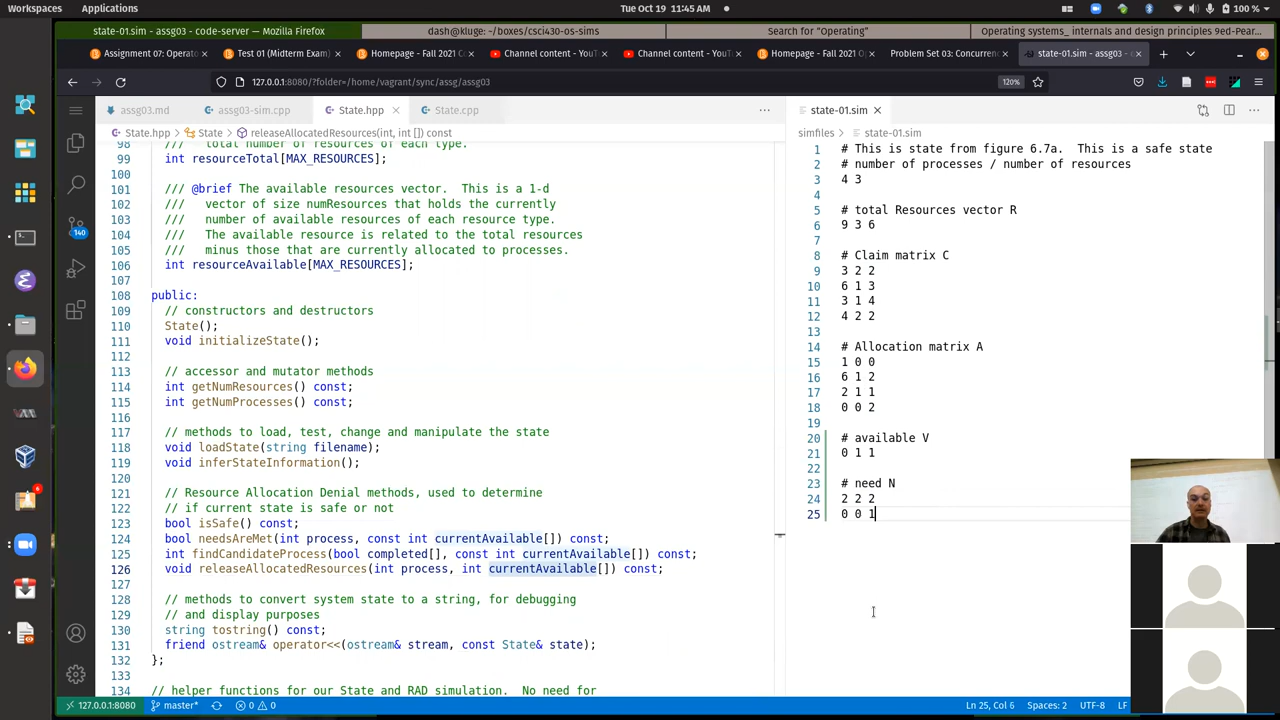 Workspaces
Applications
Tue Oct 19 11:45 AM
100 %
state-01.sim - assg03 - code-server — Mozilla Firefox
dash@kluge: ~/boxes/csci430-os-sims
Search for "Operating"
Operating systems_ internals and design principles 9ed-Pear...
Assignment 07: Operat
Test 01 (Midterm Exam)
Homepage - Fall 2021 C
Channel content - YouT
Channel content - YouT
Homepage - Fall 2021 O
Problem Set 03: Concurren
state-01.sim - assg03 - c
127.0.0.1:8080/?folder=/home/vagrant/sync/assg/assg03
120%
assg03.md
assg03-sim.cpp
State.hpp
State.cpp
State.hpp
State
releaseAllocatedResources(int, int []) const
98 /// total number of resources of each type.
99 int resourceTotal[MAX_RESOURCES];
100
101 /// @brief The available resources vector.  This is a 1-d
102 /// vector of size numResources that holds the currently
103 /// number of available resources of each resource type.
104 /// The available resource is related to the total resources
105 /// minus those that are currently allocated to processes.
106 int resourceAvailable[MAX_RESOURCES];
107
108 public:
109 // constructors and destructors
110 State();
111 void initializeState();
112
113 // accessor and mutator methods
114 int getNumResources() const;
115 int getNumProcesses() const;
116
117 // methods to load, test, change and manipulate the state
118 void loadState(string filename);
119 void inferStateInformation();
120
121 // Resource Allocation Denial methods, used to determine
122 // if current state is safe or not
123 bool isSafe() const;
124 bool needsAreMet(int process, const int currentAvailable[]) const;
125 int findCandidateProcess(bool completed[], const int currentAvailable[]) const;
126 void releaseAllocatedResources(int process, int currentAvailable[]) const;
127
128 // methods to convert system state to a string, for debugging
129 // and display purposes
130 string tostring() const;
131 friend ostream& operator<<(ostream& stream, const State& state);
132 };
133
134 // helper functions for our State and RAD simulation.  No need for
state-01.sim
simfiles
state-01.sim
1 # This is state from figure 6.7a.  This is a safe state
2 # number of processes / number of resources
3 4 3
4
5 # total Resources vector R
6 9 3 6
7
8 # Claim matrix C
9 3 2 2
10 6 1 3
11 3 1 4
12 4 2 2
13
14 # Allocation matrix A
15 1 0 0
16 6 1 2
17 2 1 1
18 0 0 2
19
20 # available V
21 0 1 1
22
23 # need N
24 2 2 2
25 0 0 1
140
6
127.0.0.1:8080
master*
0
0
Ln 25, Col 6
Spaces: 2
UTF-8
LF